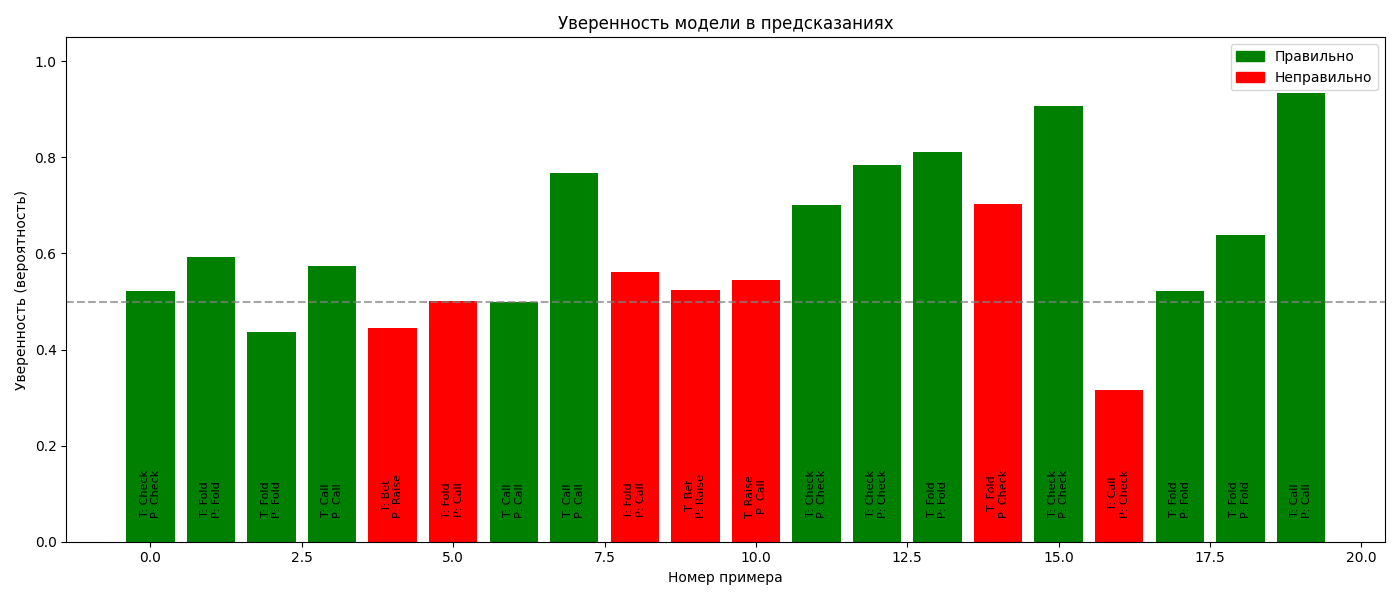 Уверенность модели в предсказаниях
Правильно
Неправильно
Уверенность (вероятность)
1.0
0.8
0.6
0.4
0.2
0.0
T: Check
P: Check
T: Fold
P: Fold
T: Fold
P: Fold
T: Call
P: Call
T: Bet
P: Raise
T: Fold
P: Call
T: Call
P: Call
T: Call
P: Call
T: Fold
P: Call
T: Bet
P: Raise
T: Raise
P: Call
T: Check
P: Check
T: Check
P: Check
T: Fold
P: Fold
T: Fold
P: Check
T: Check
P: Check
T: Call
P: Check
T: Fold
P: Fold
T: Fold
P: Fold
T: Call
P: Call
0.0
2.5
5.0
7.5
10.0
12.5
15.0
17.5
20.0
Номер примера